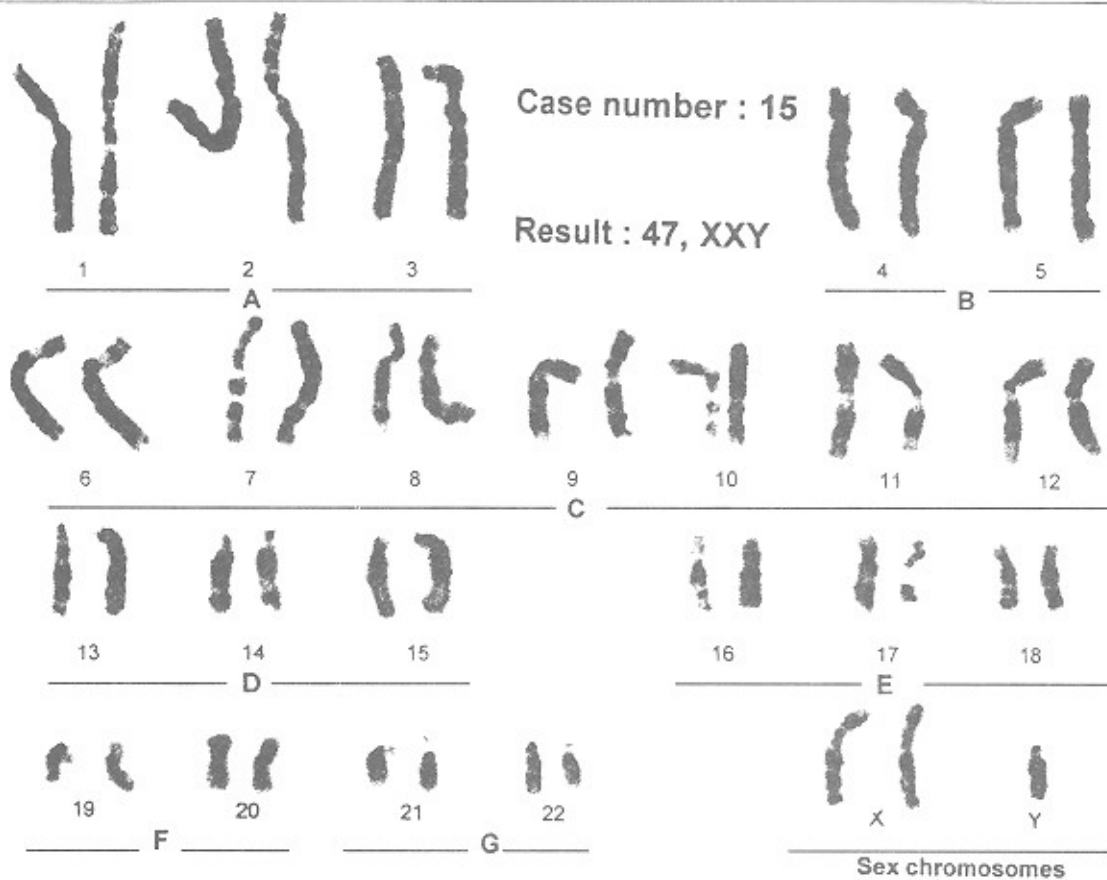 Case number : 15
Result : 47, XXY
1 2 3 4 5
A B
6 7 8 9 10 11 12
C
13 14 15 16 17 18
D E
19 20 21 22 X Y
F G
Sex chromosomes